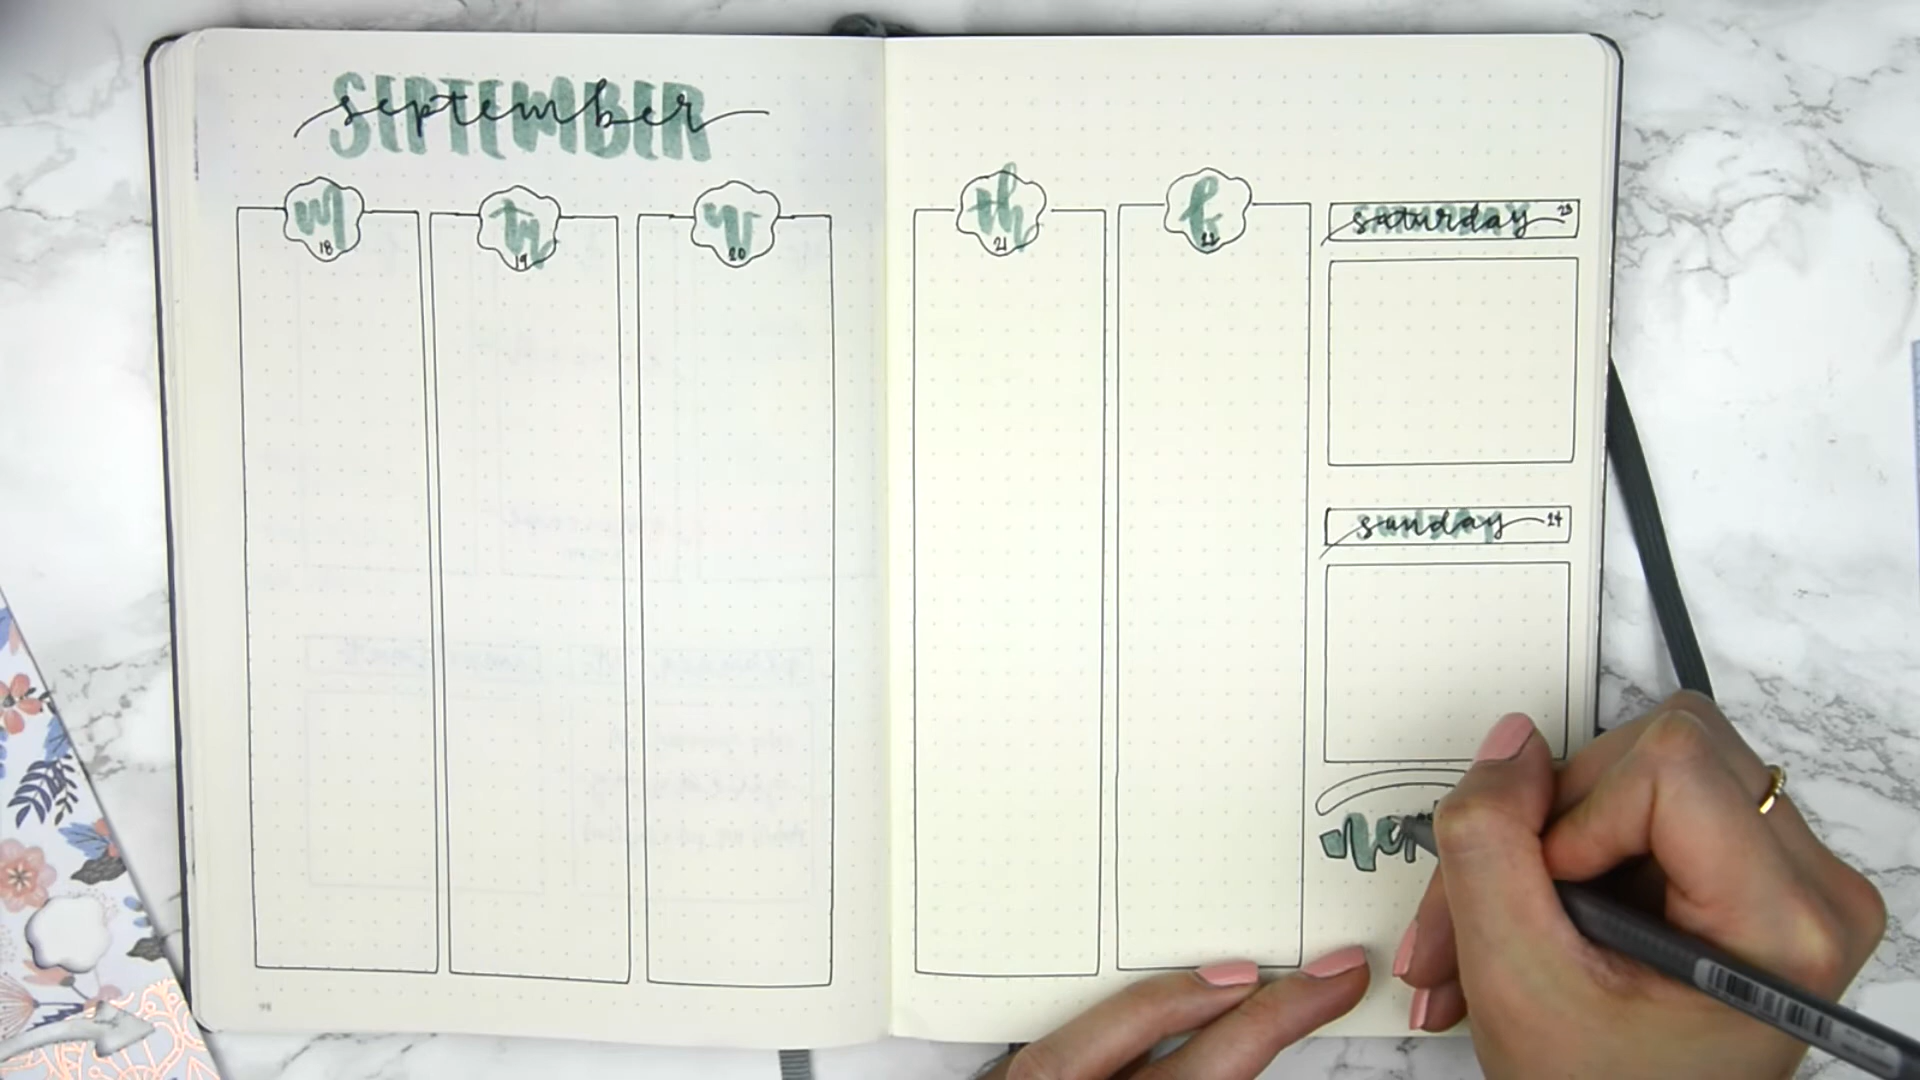 SEPTEMBER
september
m
18
tu
19
w
20
th
21
f
22
saturday 23
sunday 24